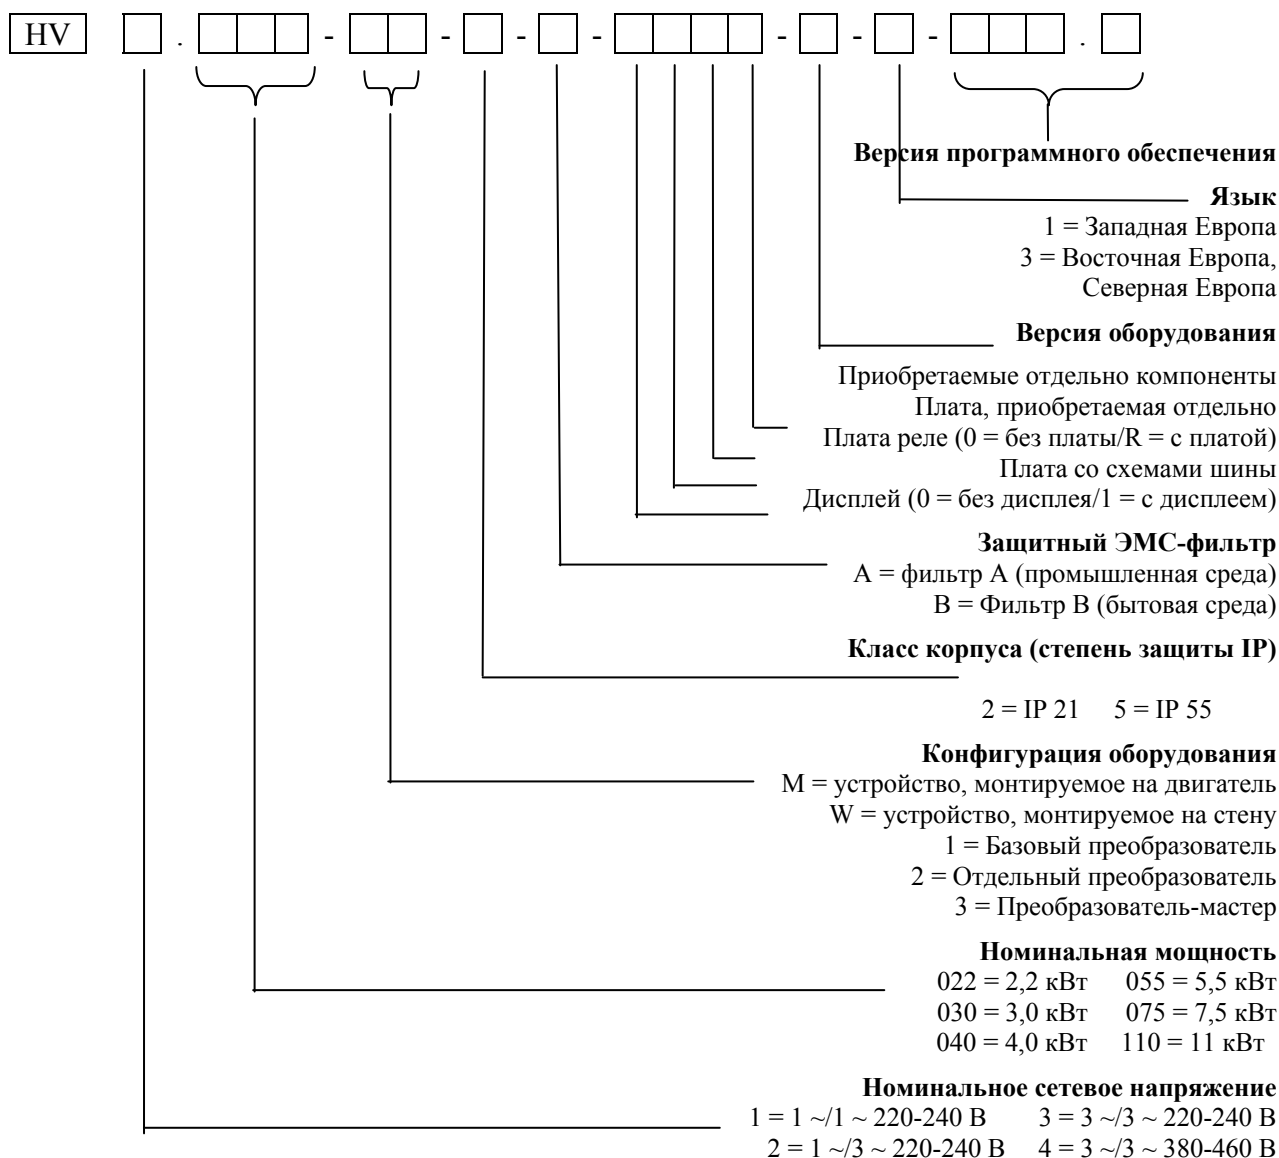 HV . - - - - - - - .
Версия программного обеспечения
Язык
1 = Западная Европа
3 = Восточная Европа,
Северная Европа
Версия оборудования
Приобретаемые отдельно компоненты
Плата, приобретаемая отдельно
Плата реле (0 = без платы/R = с платой)
Плата со схемами шины
Дисплей (0 = без дисплея/1 = с дисплеем)
Защитный ЭМС-фильтр
А = фильтр А (промышленная среда)
В = Фильтр В (бытовая среда)
Класс корпуса (степень защиты IP)
2 = IP 21 5 = IP 55
Конфигурация оборудования
М = устройство, монтируемое на двигатель
W = устройство, монтируемое на стену
1 = Базовый преобразователь
2 = Отдельный преобразователь
3 = Преобразователь-мастер
Номинальная мощность
022 = 2,2 кВт 055 = 5,5 кВт
030 = 3,0 кВт 075 = 7,5 кВт
040 = 4,0 кВт 110 = 11 кВт
Номинальное сетевое напряжение
1 = 1 ~/1 ~ 220-240 В 3 = 3 ~/3 ~ 220-240 В
2 = 1 ~/3 ~ 220-240 В 4 = 3 ~/3 ~ 380-460 В